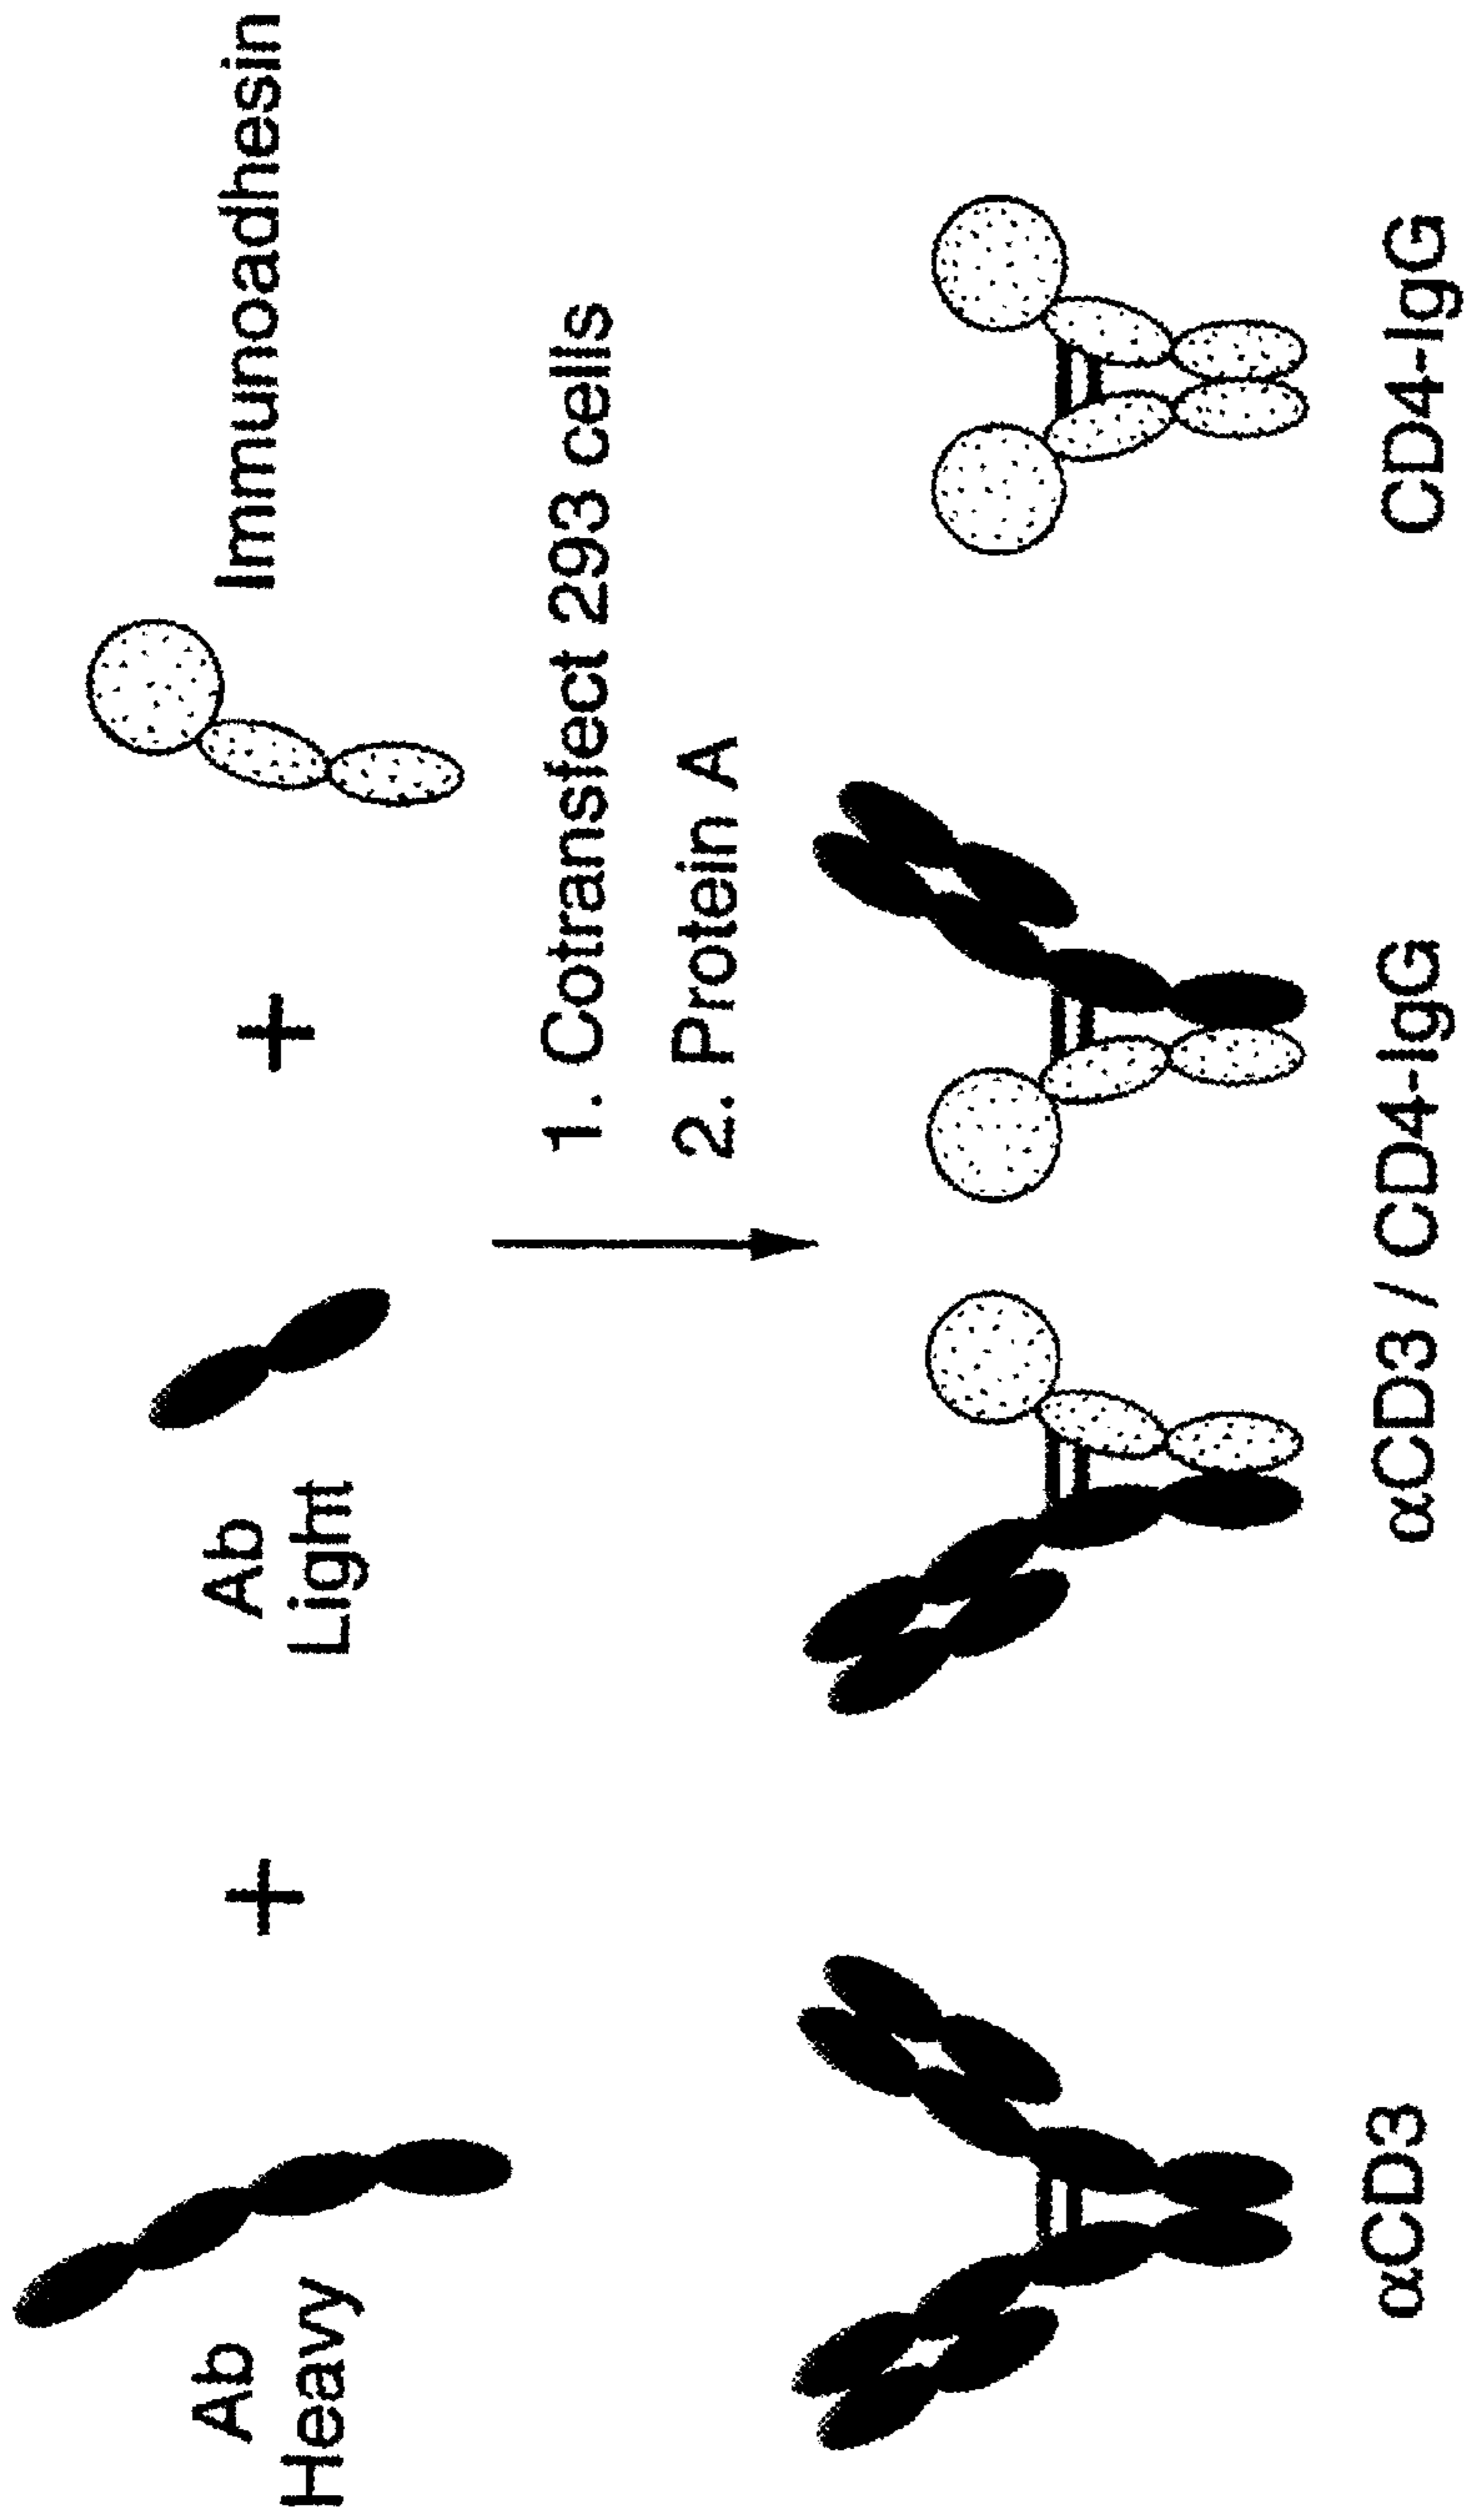 Ab
Heavy
+
Ab
Light
+
Immunoadhesin
1. Cotransfect 293 cells
2. Protein A
αCD3
αCD3 / CD4-IgG
CD4-IgG